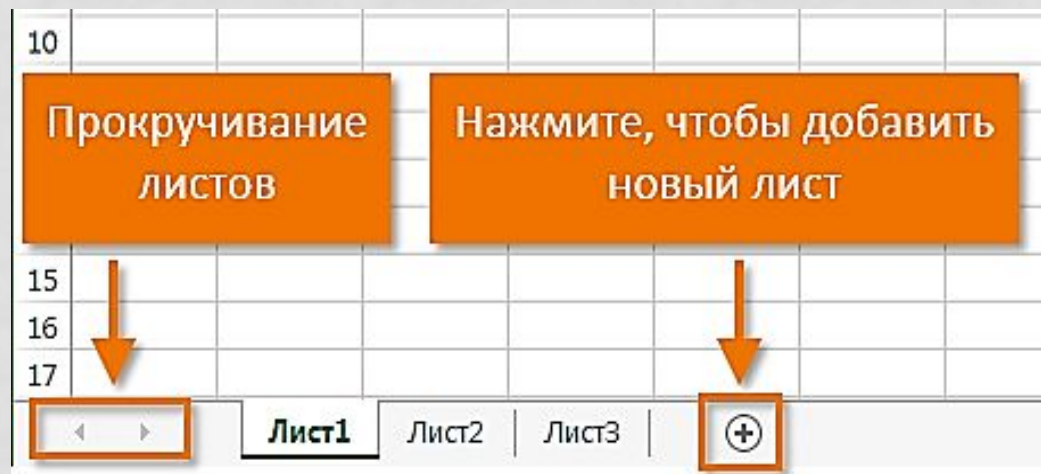 10
Прокручивание
листов
Нажмите, чтобы добавить
новый лист
15
16
17
Лист1 Лист2 Лист3